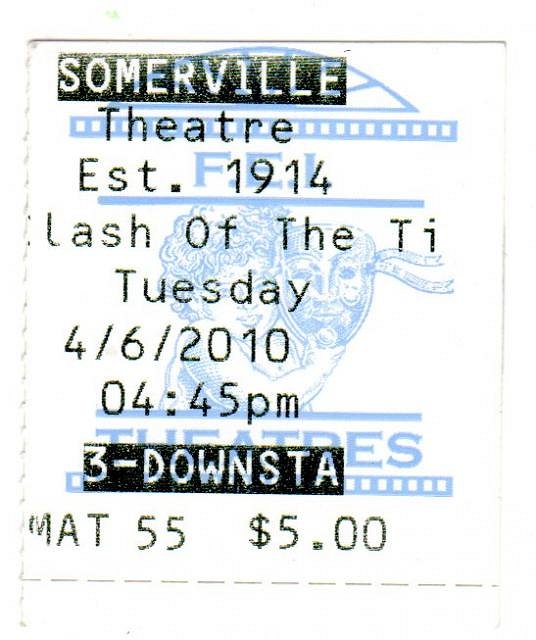 SOMERVILLE
Theatre
F.E.I.
Est. 1914
lash Of The Ti
Tuesday
4/6/2010
04:45pm
THEATRES
3-DOWNSTA
MAT 55 $5.00